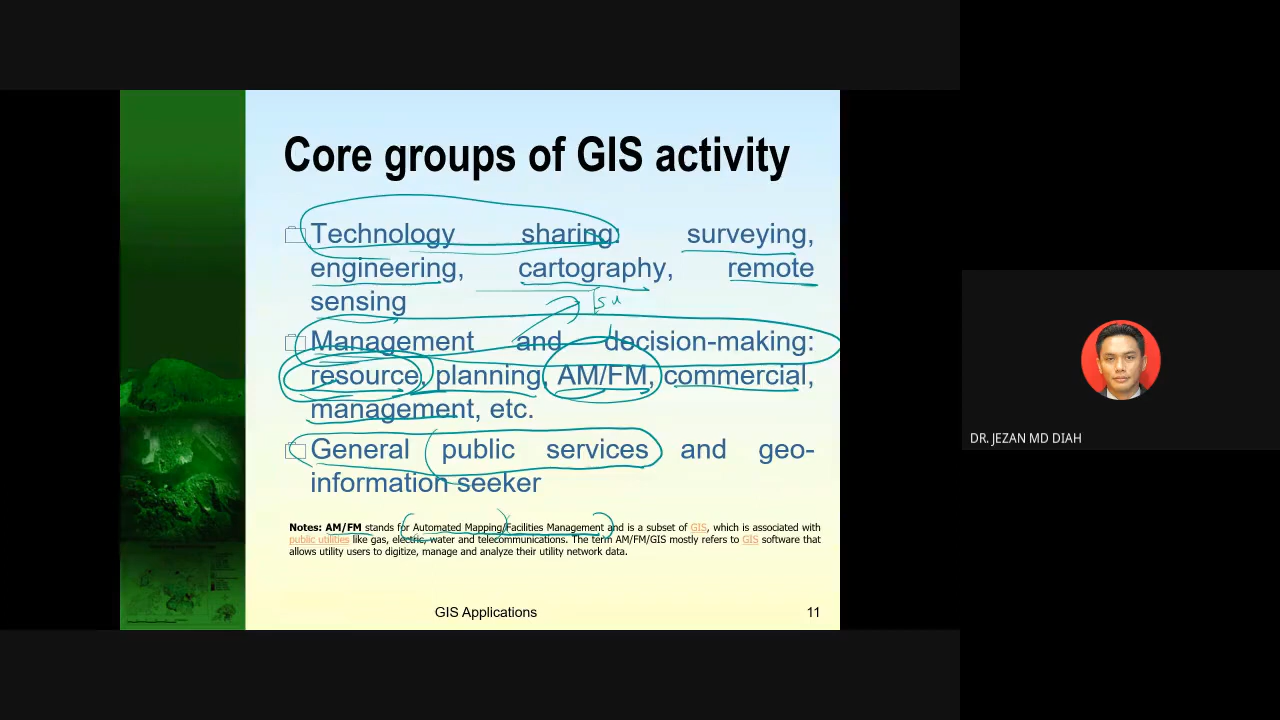 Core groups of GIS activity
Technology sharing: surveying,
engineering, cartography, remote
sensing
su
Management and decision-making:
resource, planning, AM/FM, commercial,
management, etc.
General public services and geo-
information seeker
Notes: AM/FM stands for Automated Mapping/Facilities Management and is a subset of GIS, which is associated with
public utilities like gas, electric, water and telecommunications. The term AM/FM/GIS mostly refers to GIS software that
allows utility users to digitize, manage and analyze their utility network data.
GIS Applications 11
DR. JEZAN MD DIAH